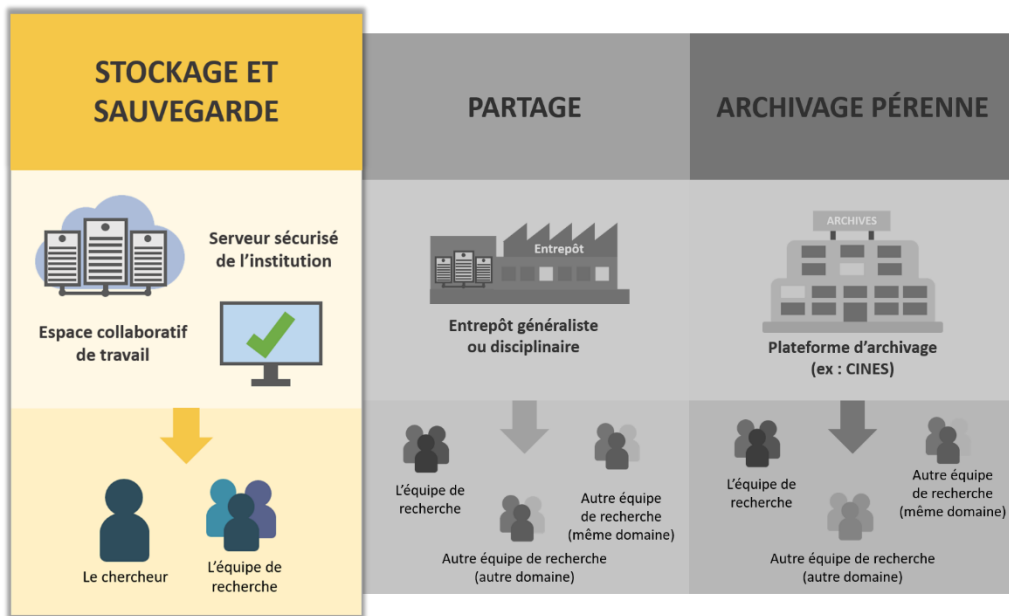 STOCKAGE ET
SAUVEGARDE
Serveur sécurisé
de l'institution
Espace collaboratif
de travail
Le chercheur
L'équipe de
recherche
PARTAGE
Entrepôt
Entrepôt généraliste
ou disciplinaire
L'équipe de
recherche
Autre équipe
de recherche
(même domaine)
Autre équipe de recherche
(autre domaine)
ARCHIVAGE PÉRENNE
ARCHIVES
Plateforme d'archivage
(ex : CINES)
L'équipe de
recherche
Autre équipe
de recherche
(même domaine)
Autre équipe de recherche
(autre domaine)